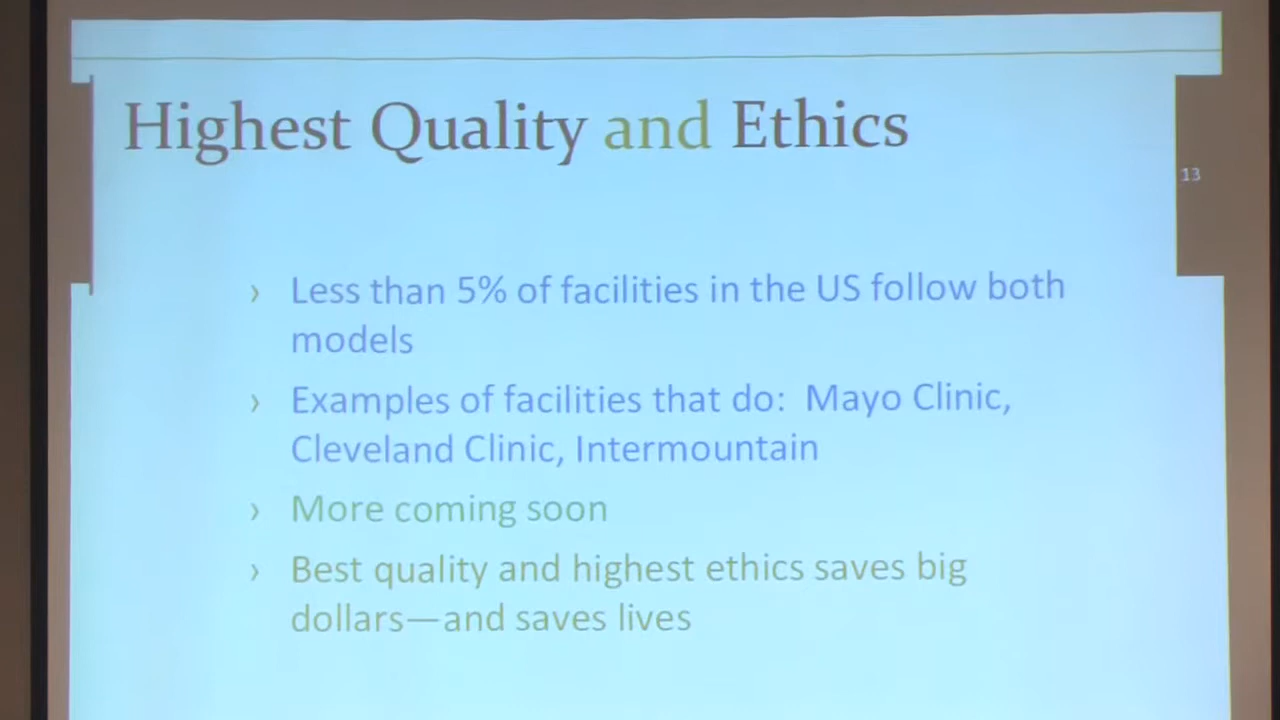 Highest Quality and Ethics
13
› Less than 5% of facilities in the US follow both
models
› Examples of facilities that do: Mayo Clinic,
Cleveland Clinic, Intermountain
› More coming soon
› Best quality and highest ethics saves big
dollars—and saves lives